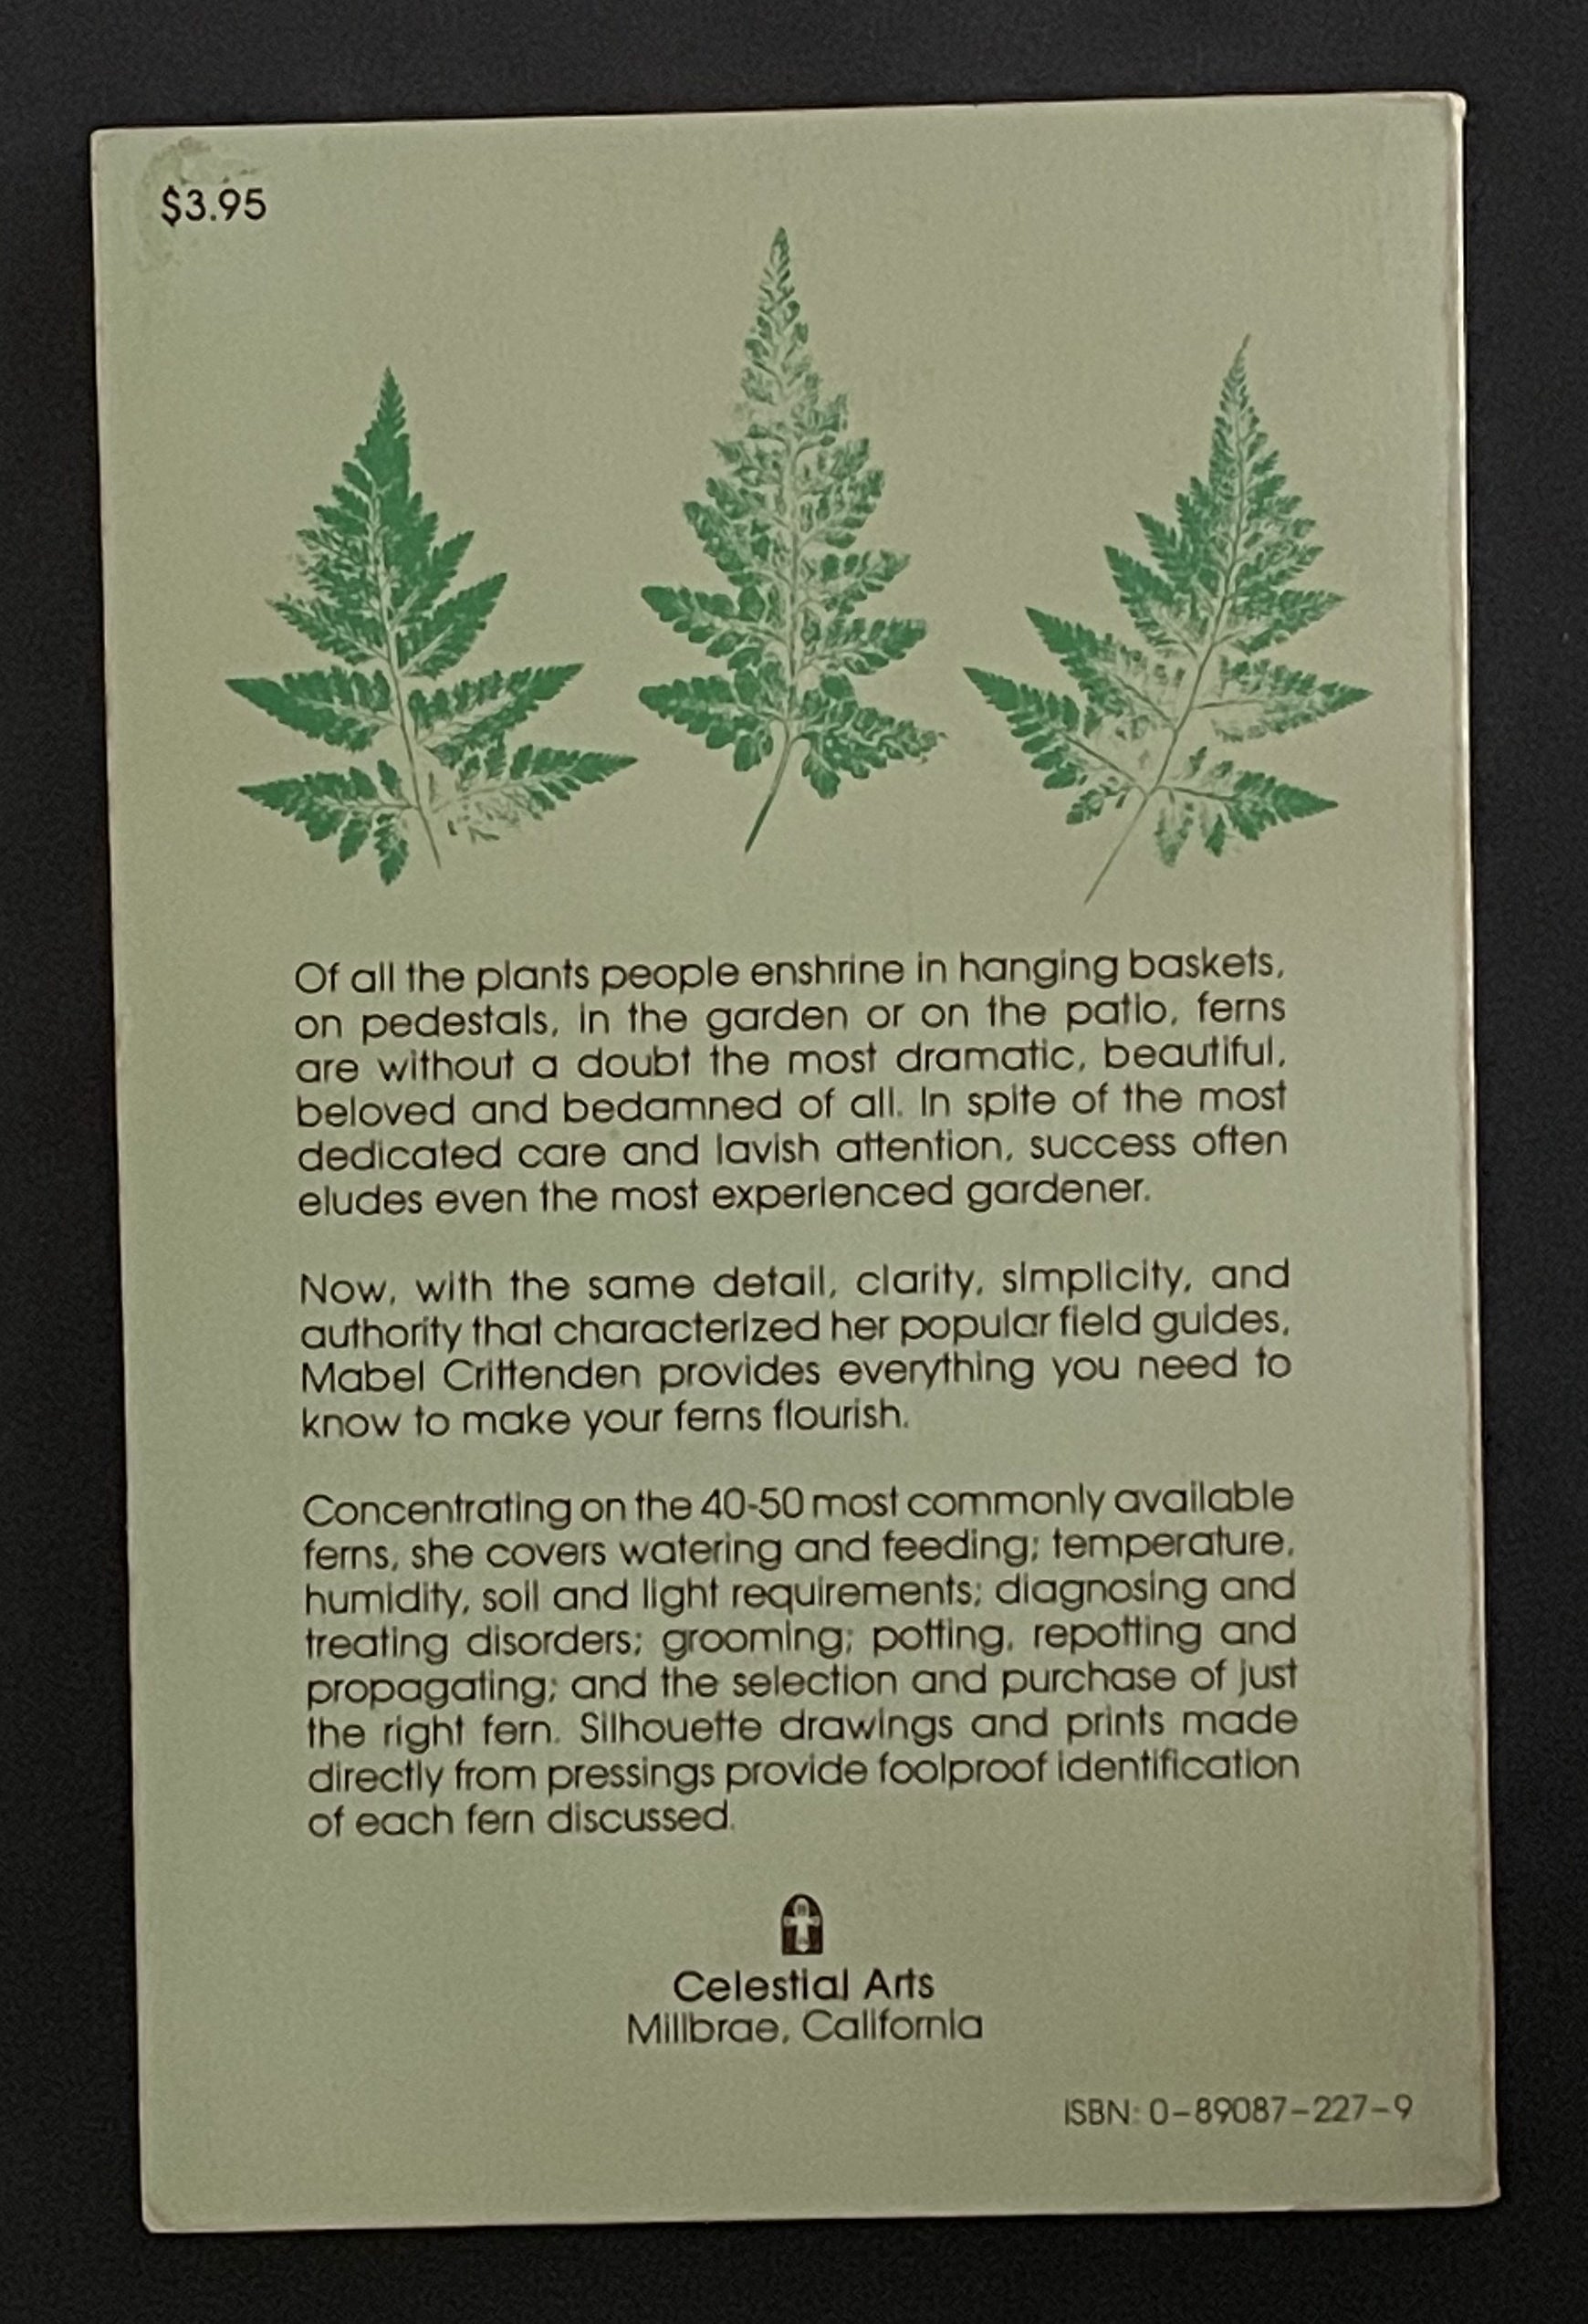 $3.95
Of all the plants people enshrine in hanging baskets,
on pedestals, in the garden or on the patio, ferns
are without a doubt the most dramatic, beautiful,
beloved and bedamned of all. In spite of the most
dedicated care and lavish attention, success often
eludes even the most experienced gardener.
Now, with the same detail, clarity, simplicity, and
authority that characterized her popular field guides,
Mabel Crittenden provides everything you need to
know to make your ferns flourish.
Concentrating on the 40-50 most commonly available
ferns, she covers watering and feeding; temperature,
humidity, soil and light requirements; diagnosing and
treating disorders; grooming; potting, repotting and
propagating; and the selection and purchase of just
the right fern. Silhouette drawings and prints made
directly from pressings provide foolproof identification
of each fern discussed.
Celestial Arts
Millbrae, California
ISBN: 0-89087-227-9